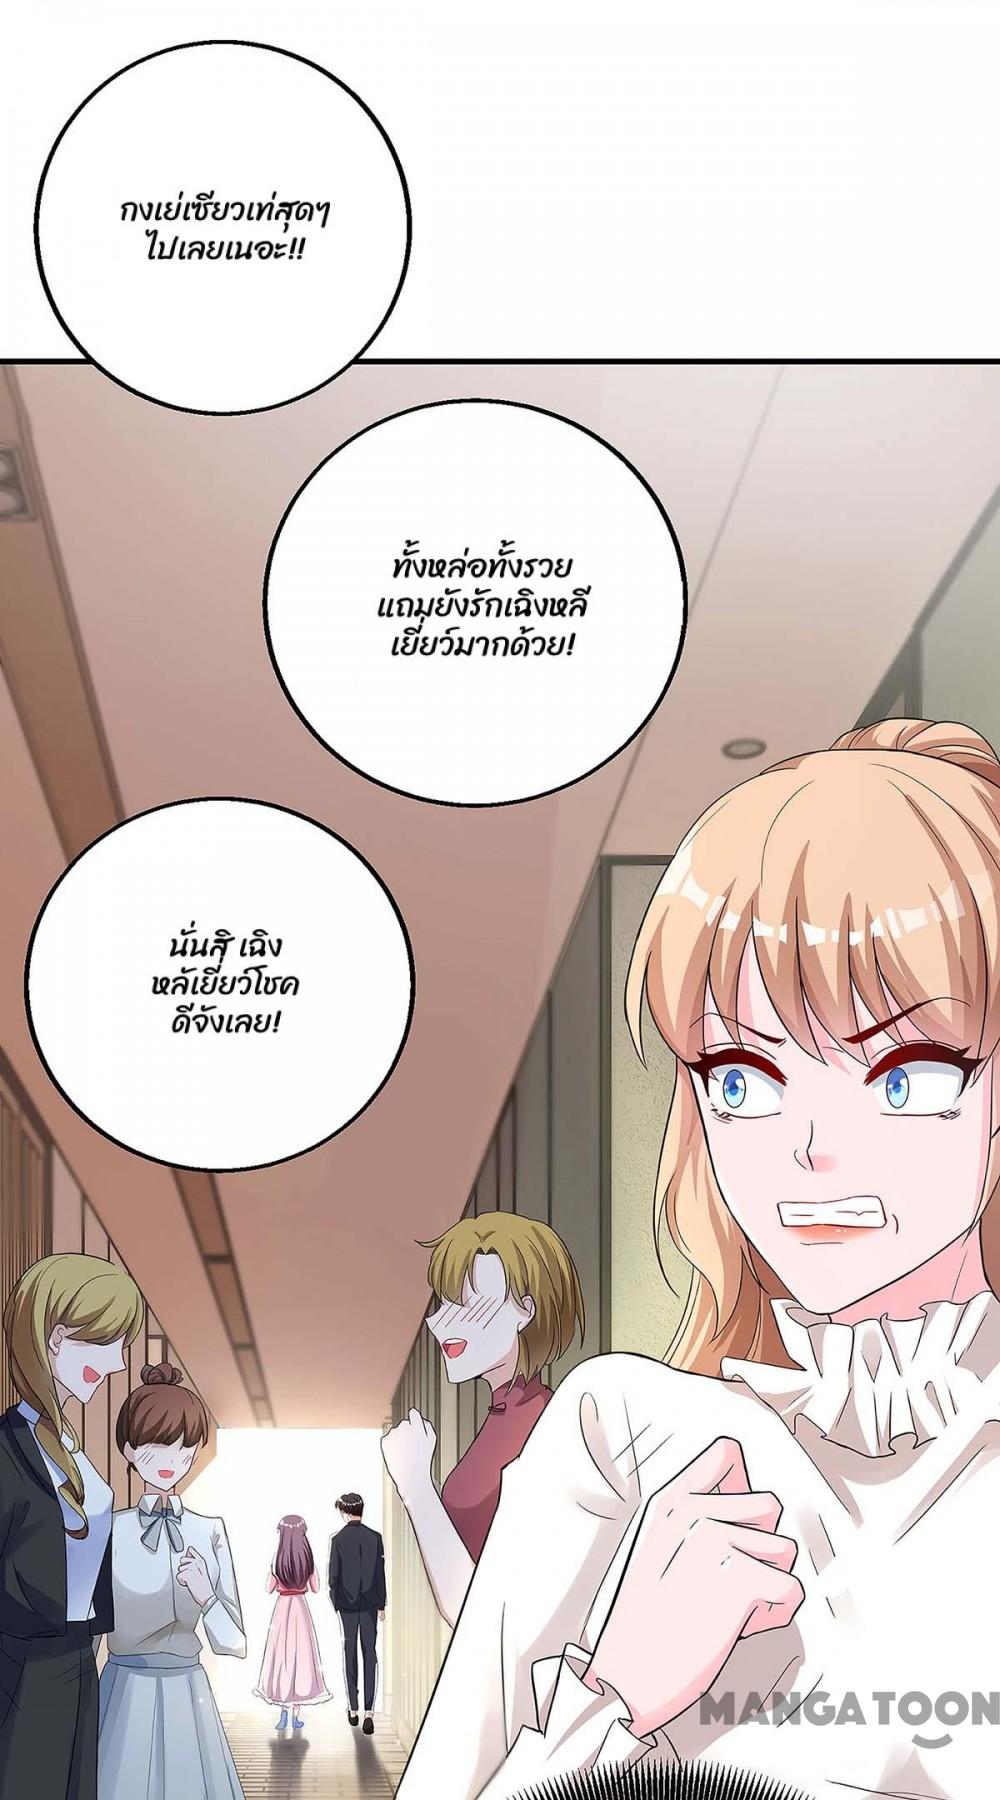 กงเย่เซียวเท่สุดๆ
ไปเลยเนอะ!!
ทั้งหล่อทั้งรวย
แถมยังรักเฉิงหลี
เยี่ยว์มากด้วย!
นั่นสิ เฉิง
หลัเยี่ยว์โชค
ดีจังเลย!
MANGATOON